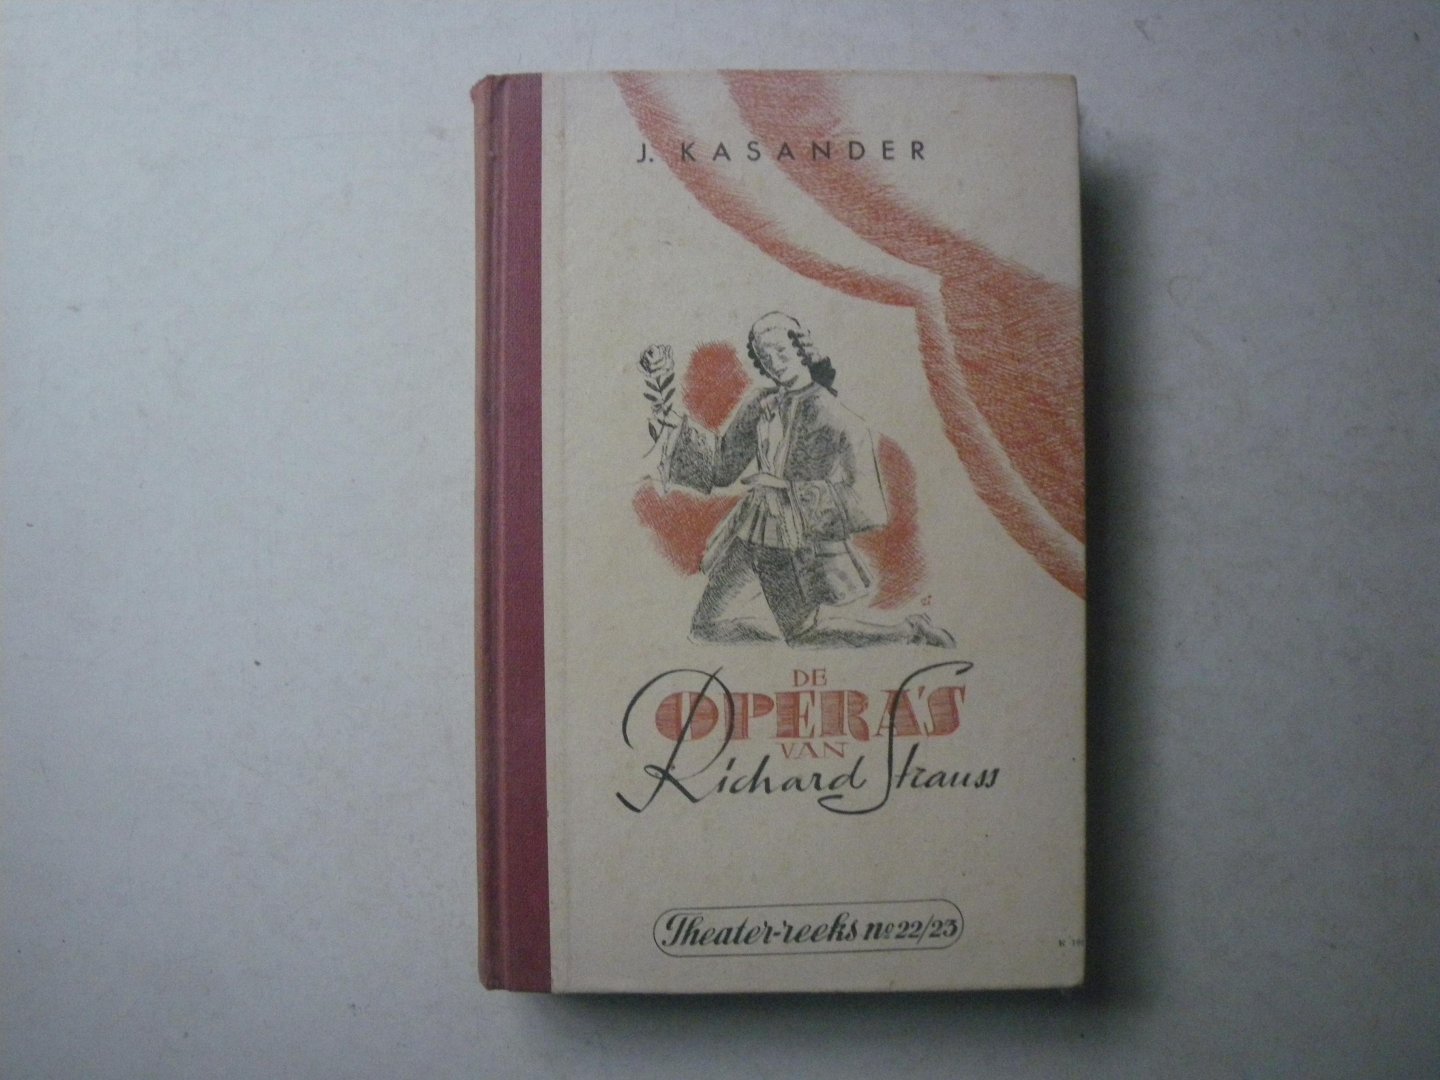 J. KASANDER
DE
OPERA'S
VAN
Richard Strauss
Theater-reeks no 22/23